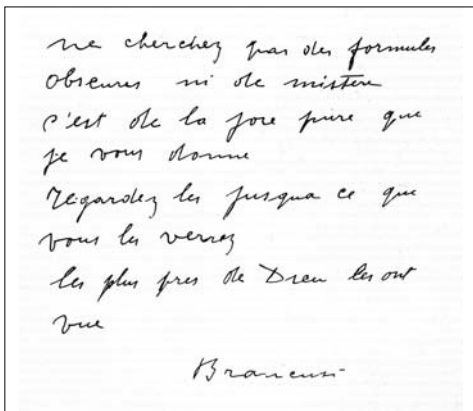 ne cherchez pas des formules
obscures ni de mistere
c'est de la joie pure que
je vous donne
Regardez les jusqua ce que
vous les verrez
les plus pres de Dieu les ont
vue
Brancusi